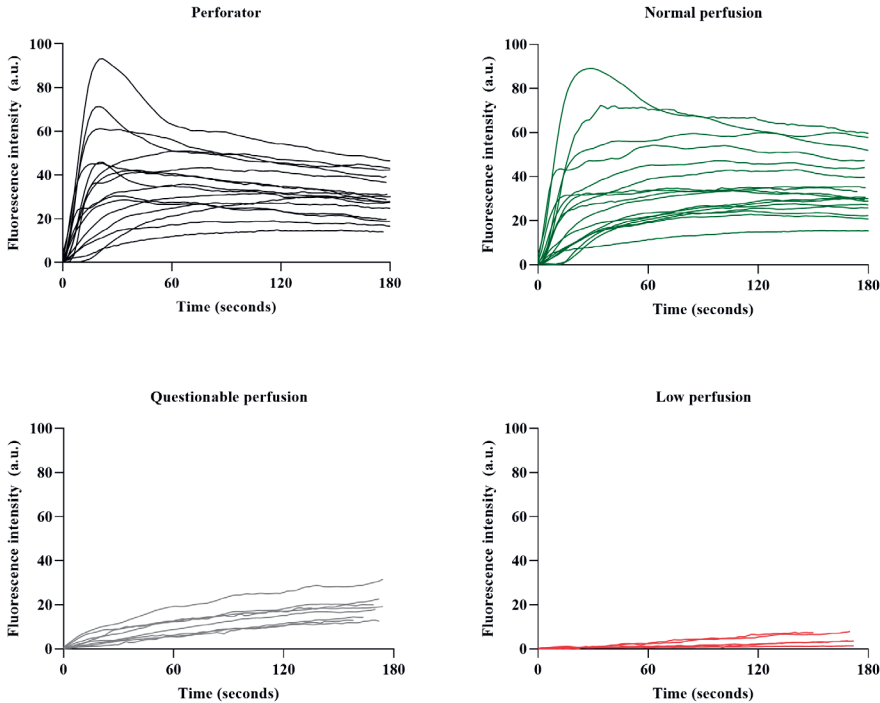 Perforator
Fluorescence intensity (a.u.)
100
80
60
40
20
0
0 60 120 180
Time (seconds)
Normal perfusion
Fluorescence intensity (a.u.)
100
80
60
40
20
0
0 60 120 180
Time (seconds)
Questionable perfusion
Fluorescence intensity (a.u.)
100
80
60
40
20
0
0 60 120 180
Time (seconds)
Low perfusion
Fluorescence intensity (a.u.)
100
80
60
40
20
0
0 60 120 180
Time (seconds)